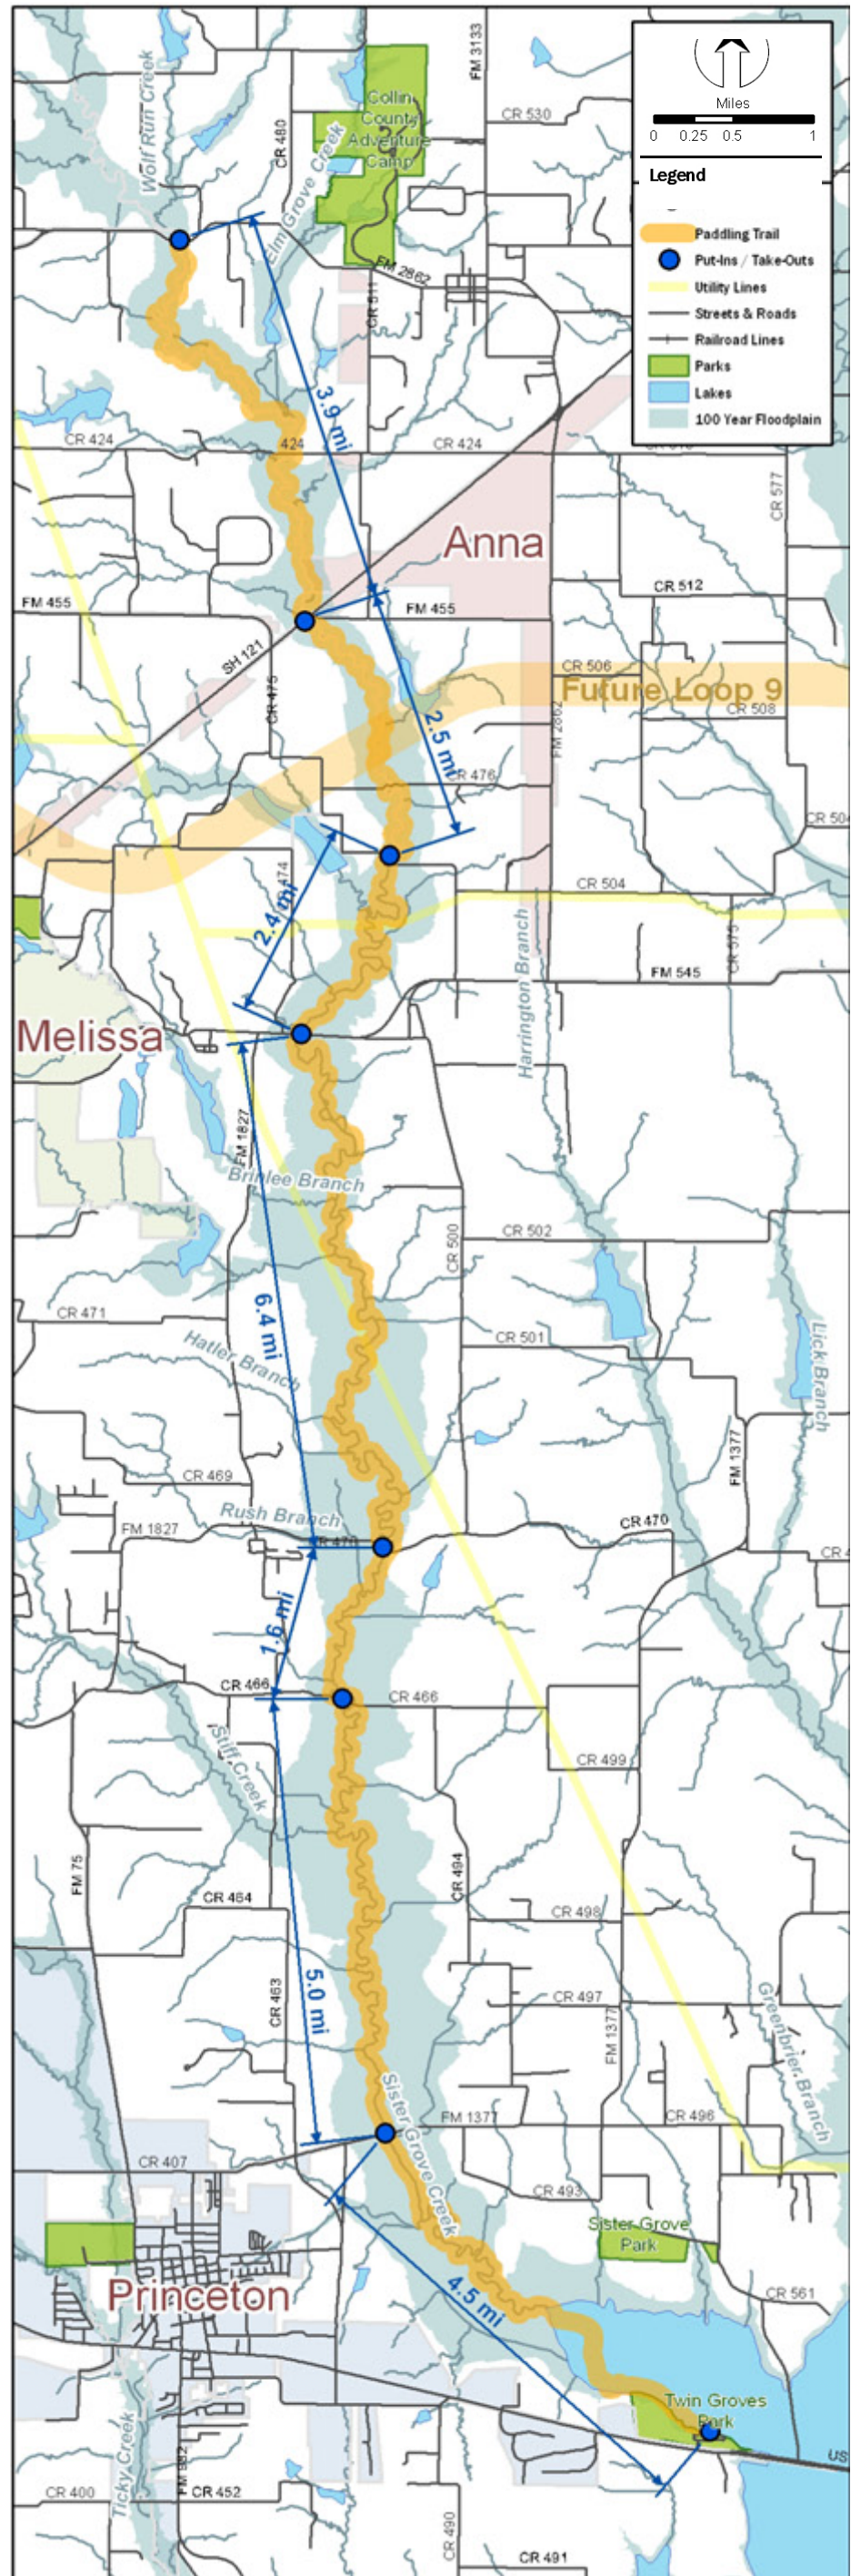 Miles
0 0.25 0.5 1
Legend
Paddling Trail
Put-Ins / Take-Outs
Utility Lines
Streets & Roads
Railroad Lines
Parks
Lakes
100 Year Floodplain
Wolf Run Creek
CR 480
FM 3133
CR 530
Collin
County
Adventure
Camp
Elm Grove Creek
FM 2862
CR 511
3.9 mi
CR 424
424
CR 424
CR 577
Anna
FM 455
FM 455
CR 512
SH 121
CR 475
CR 506
Future Loop 9
CR 508
FM 2862
2.5 mi
CR 476
CR 504
474
2.4 mi
CR 504
CR 575
Harrington Branch
FM 545
Melissa
FM 1827
Brinlee Branch
CR 500
CR 502
6.4 mi
CR 471
CR 501
Lick Branch
Hatler Branch
FM 1377
CR 469
Rush Branch
FM 1827
CR 470
CR 470
1.6 mi
CR 466
CR 466
Stiff Creek
CR 499
FM 75
CR 494
CR 464
CR 498
5.0 mi
CR 463
CR 497
FM 1377
Greenbrier Branch
Sister Grove Creek
FM 1377
CR 496
CR 407
CR 493
Sister Grove
Park
Princeton
4.5 mi
CR 561
Twin Groves
Park
US
Ticky Creek
FM 982
CR 400
CR 452
CR 490
CR 491